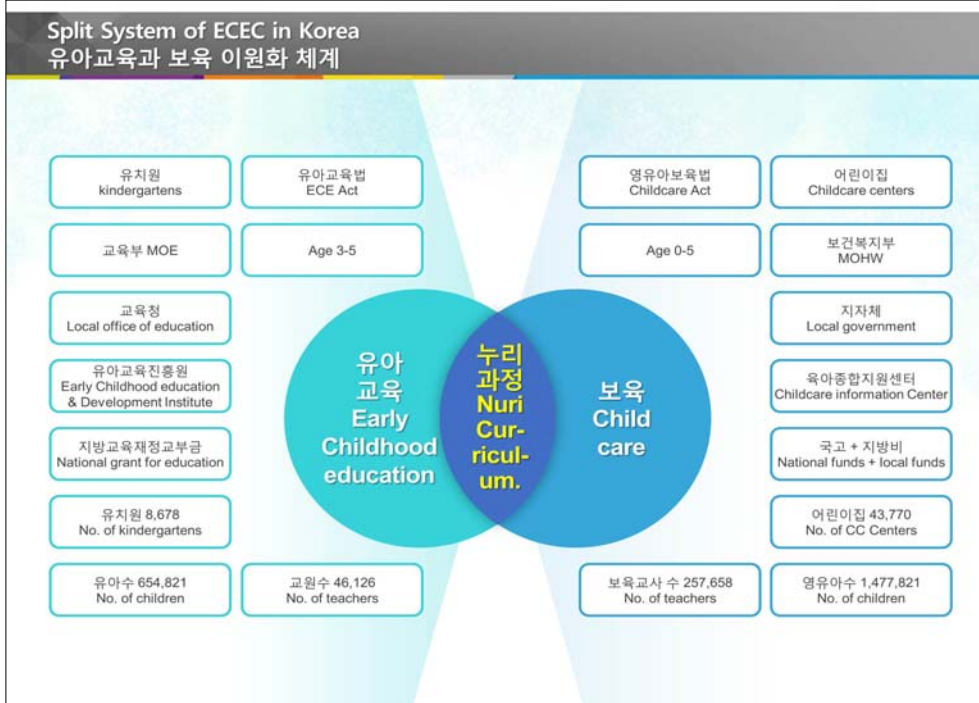 Split System of ECEC in Korea
유아교육과 보육 이원화 체계
유치원
kindergartens
유아교육법
ECE Act
영유아보육법
Childcare Act
어린이집
Childcare centers
교육부 MOE
Age 3-5
Age 0-5
보건복지부
MOHW
교육청
Local office of education
지자체
Local government
유아교육진흥원
Early Childhood education
& Development Institute
육아종합지원센터
Childcare information Center
지방교육재정교부금
National grant for education
국고 + 지방비
National funds + local funds
유치원 8,678
No. of kindergartens
어린이집 43,770
No. of CC Centers
유아수 654,821
No. of children
교원수 46,126
No. of teachers
보육교사 수 257,658
No. of teachers
영유아수 1,477,821
No. of children
유아
교육
Early
Childhood
education
누리
과정
Nuri
Cur-
ricul-
um.
보육
Child
care